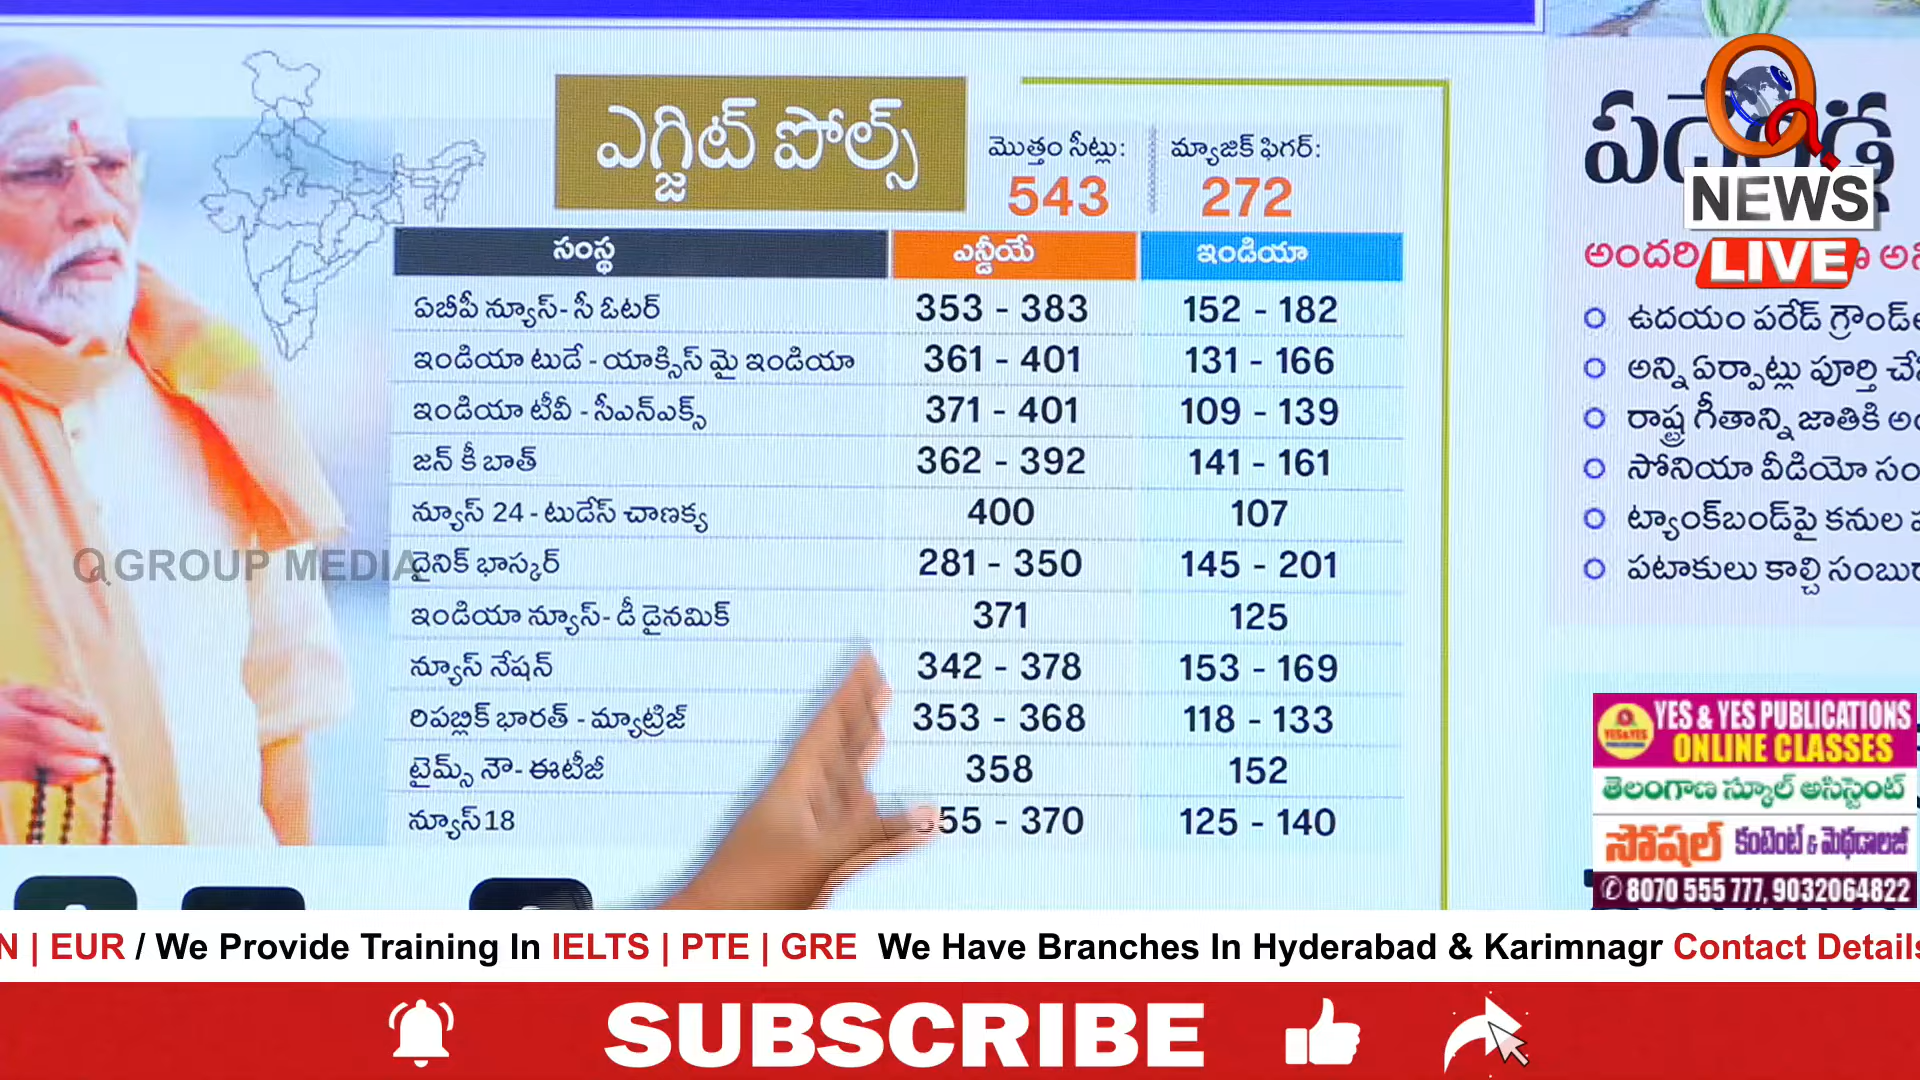 ఎగ్జిట్ పోల్స్
మొత్తం సీట్లు:
543
మ్యాజిక్ ఫిగర్:
272
సంస్థ ఎన్డీయే ఇండియా
ఏబీపీ న్యూస్- సీ ఓటర్ 353 - 383 152 - 182
ఇండియా టుడే - యాక్సిస్ మై ఇండియా 361 - 401 131 - 166
ఇండియా టీవీ - సీఎన్ఎక్స్ 371 - 401 109 - 139
జన్ కీ బాత్ 362 - 392 141 - 161
న్యూస్ 24 - టుడేస్ చాణక్య 400 107
దైనిక్ భాస్కర్ 281 - 350 145 - 201
ఇండియా న్యూస్- డీ డైనమిక్ 371 125
న్యూస్ నేషన్ 342 - 378 153 - 169
రిపబ్లిక్ భారత్ - మ్యాట్రిజ్ 353 - 368 118 - 133
టైమ్స్ నౌ- ఈటీజీ 358 152
న్యూస్18 55 - 370 125 - 140
Q GROUP MEDIA
NEWS
LIVE
అందరి
ఉదయం పరేడ్
అన్ని ఏర్పాట్లు పూర్తి
రాష్ట్ర గీతాన్ని జాతికి
సోనియా వీడియో
ట్యాంక్‌బండ్‌పై కనుల
పటాకులు కాల్చి
YES & YES PUBLICATIONS
ONLINE CLASSES
తెలంగాణ స్కూల్ అసిస్టెంట్
సోషల్ కంటెంట్ & మెథడాలజీ
8070 555 777, 9032064822
N | EUR / We Provide Training In IELTS | PTE | GRE We Have Branches In Hyderabad & Karimnagr Contact Details
SUBSCRIBE